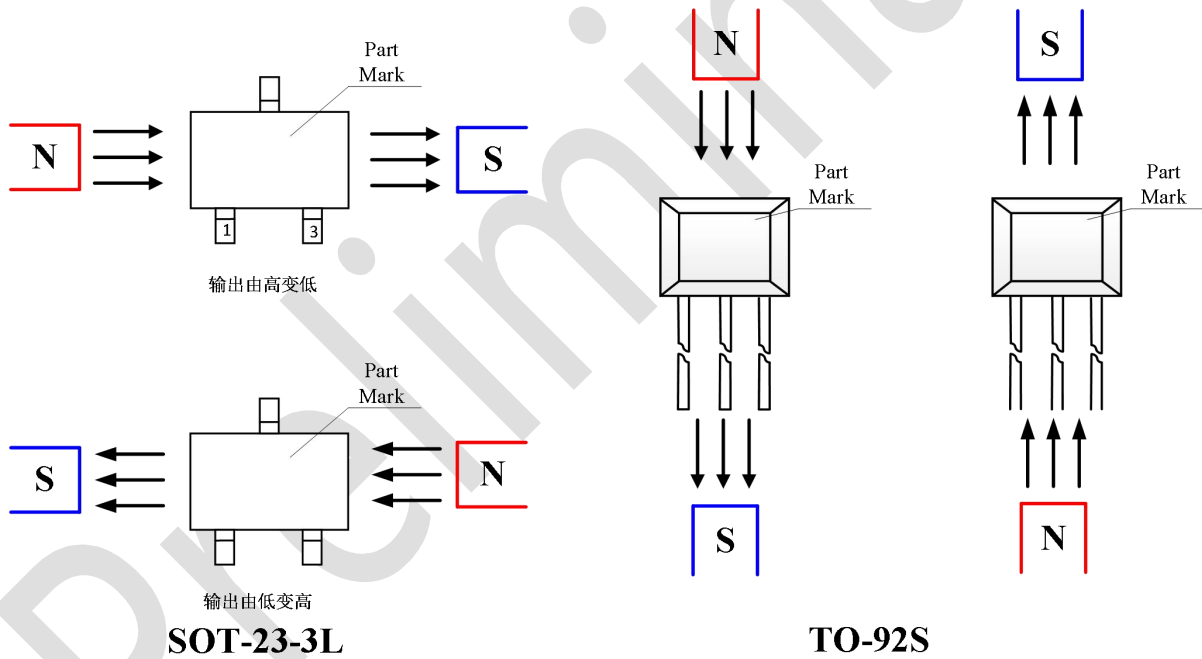 Part
Mark
N
S
1
3
输出由高变低
Part
Mark
S
N
输出由低变高
SOT-23-3L
N
Part
Mark
S
S
Part
Mark
N
TO-92S
Prelimina